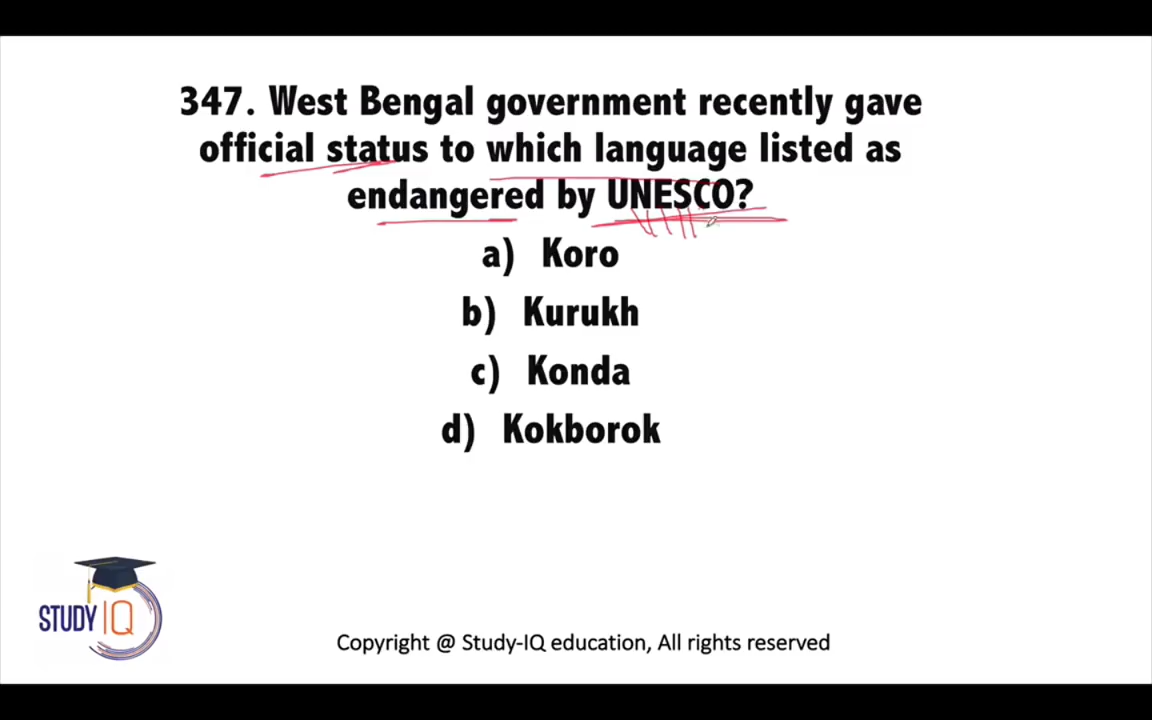 347. West Bengal government recently gave
official status to which language listed as
endangered by UNESCO?
a) Koro
b) Kurukh
c) Konda
d) Kokborok
STUDY IQ
Copyright @ Study-IQ education, All rights reserved